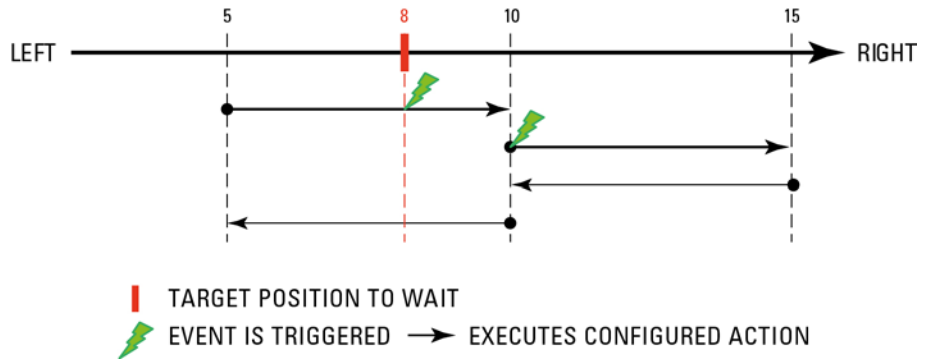 5 8 10 15
LEFT RIGHT
TARGET POSITION TO WAIT
EVENT IS TRIGGERED EXECUTES CONFIGURED ACTION